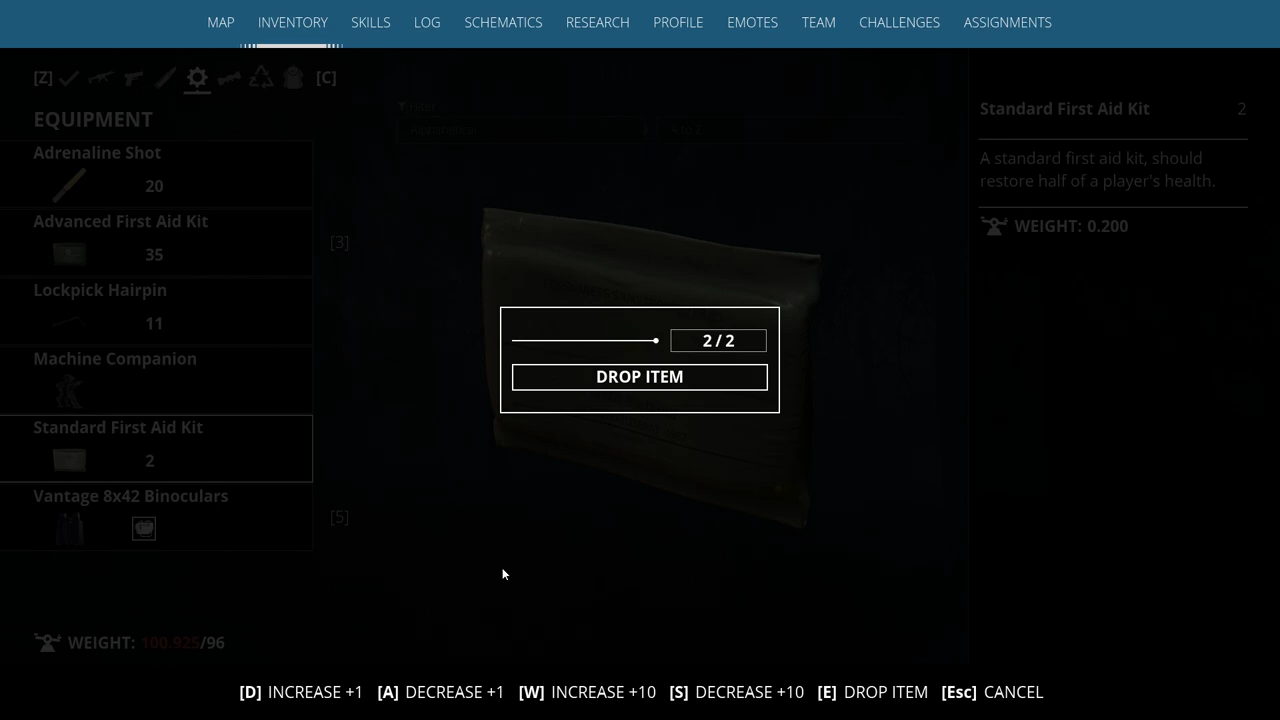 MAP INVENTORY SKILLS LOG SCHEMATICS RESEARCH PROFILE EMOTES TEAM CHALLENGES ASSIGNMENTS
[Z] [C]
Filter
EQUIPMENT
A to Z
Adrenaline Shot
20
Advanced First Aid Kit
35
[3]
Lockpick Hairpin
11
Machine Companion
Standard First Aid Kit
2
Vantage 8x42 Binoculars
[5]
WEIGHT: 100.925/96
2 / 2
DROP ITEM
Standard First Aid Kit 2
A standard first aid kit, should
restore half of a player's health.
WEIGHT: 0.200
[D] INCREASE +1 [A] DECREASE +1 [W] INCREASE +10 [S] DECREASE +10 [E] DROP ITEM [Esc] CANCEL